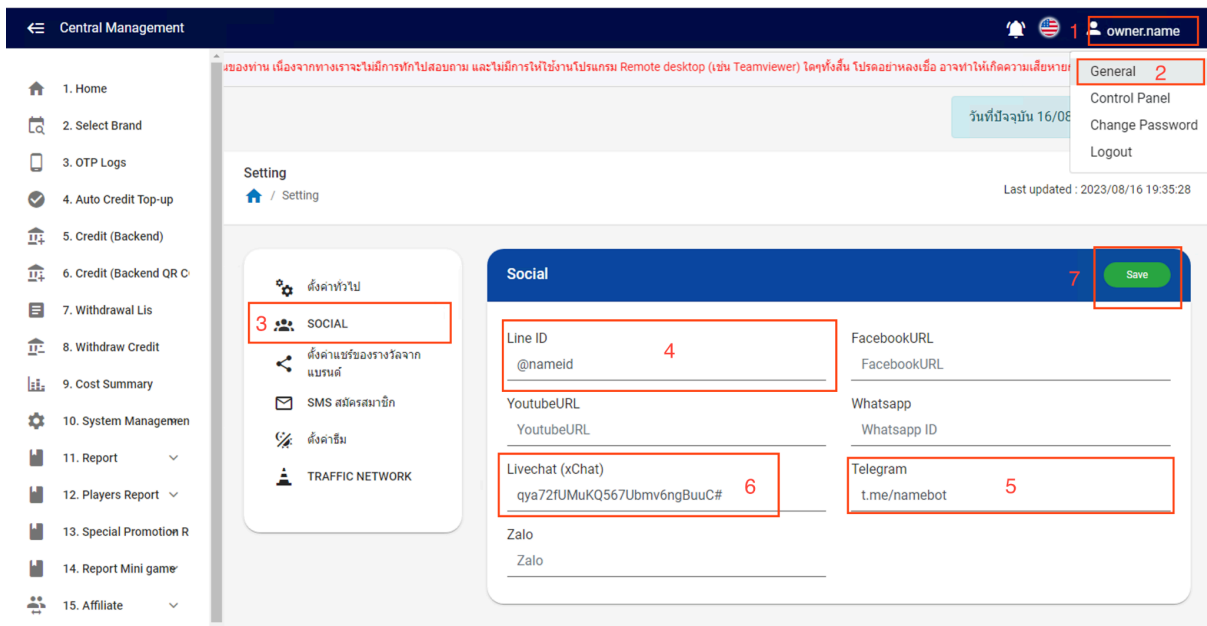 Central Management
1 owner.name
1. Home
2. Select Brand
3. OTP Logs
4. Auto Credit Top-up
5. Credit (Backend)
6. Credit (Backend QR C
7. Withdrawal Lis
8. Withdraw Credit
9. Cost Summary
10. System Managemen
11. Report
12. Players Report
13. Special Promotion R
14. Report Mini game
15. Affiliate
นของท่าน เนื่องจากทางเราจะไม่มีการทักไปสอบถาม และไม่มีการให้ใช้งานโปรแกรม Remote desktop (เช่น Teamviewer) ใดๆทั้งสิ้น โปรดอย่าหลงเชื่อ อาจทำให้เกิดความเสียหาย
General 2
Control Panel
Change Password
Logout
วันที่ปัจจุบัน 16/08
Setting
/ Setting
Last updated : 2023/08/16 19:35:28
ตั้งค่าทั่วไป
3 SOCIAL
ตั้งค่าแชร์ของรางวัลจาก
แบรนด์
SMS สมัครสมาชิก
ตั้งค่าธีม
TRAFFIC NETWORK
Social
7 Save
Line ID
@nameid
4
FacebookURL
FacebookURL
YoutubeURL
YoutubeURL
Whatsapp
Whatsapp ID
Livechat (xChat)
qya72fUMuKQ567Ubmv6ngBuuC#
6
Telegram
t.me/namebot
5
Zalo
Zalo